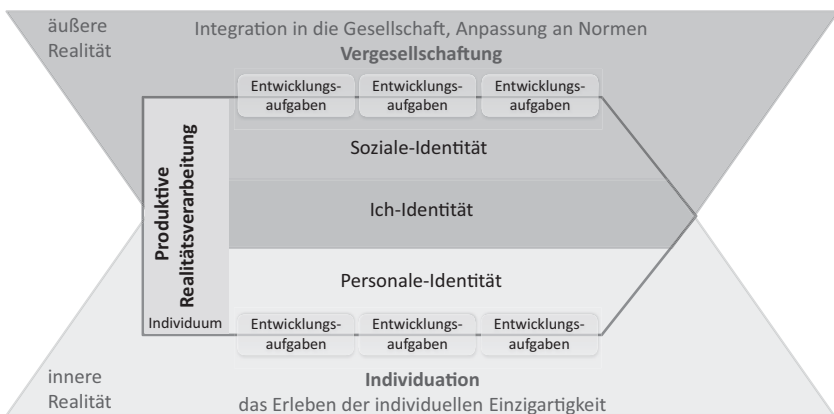 äußere
Realität
Integration in die Gesellschaft, Anpassung an Normen
Vergesellschaftung
Entwicklungs-
aufgaben
Entwicklungs-
aufgaben
Entwicklungs-
aufgaben
Soziale-Identität
Ich-Identität
Produktive
Realitätsverarbeitung
Personale-Identität
Individuum
Entwicklungs-
aufgaben
Entwicklungs-
aufgaben
Entwicklungs-
aufgaben
innere
Realität
Individuation
das Erleben der individuellen Einzigartigkeit